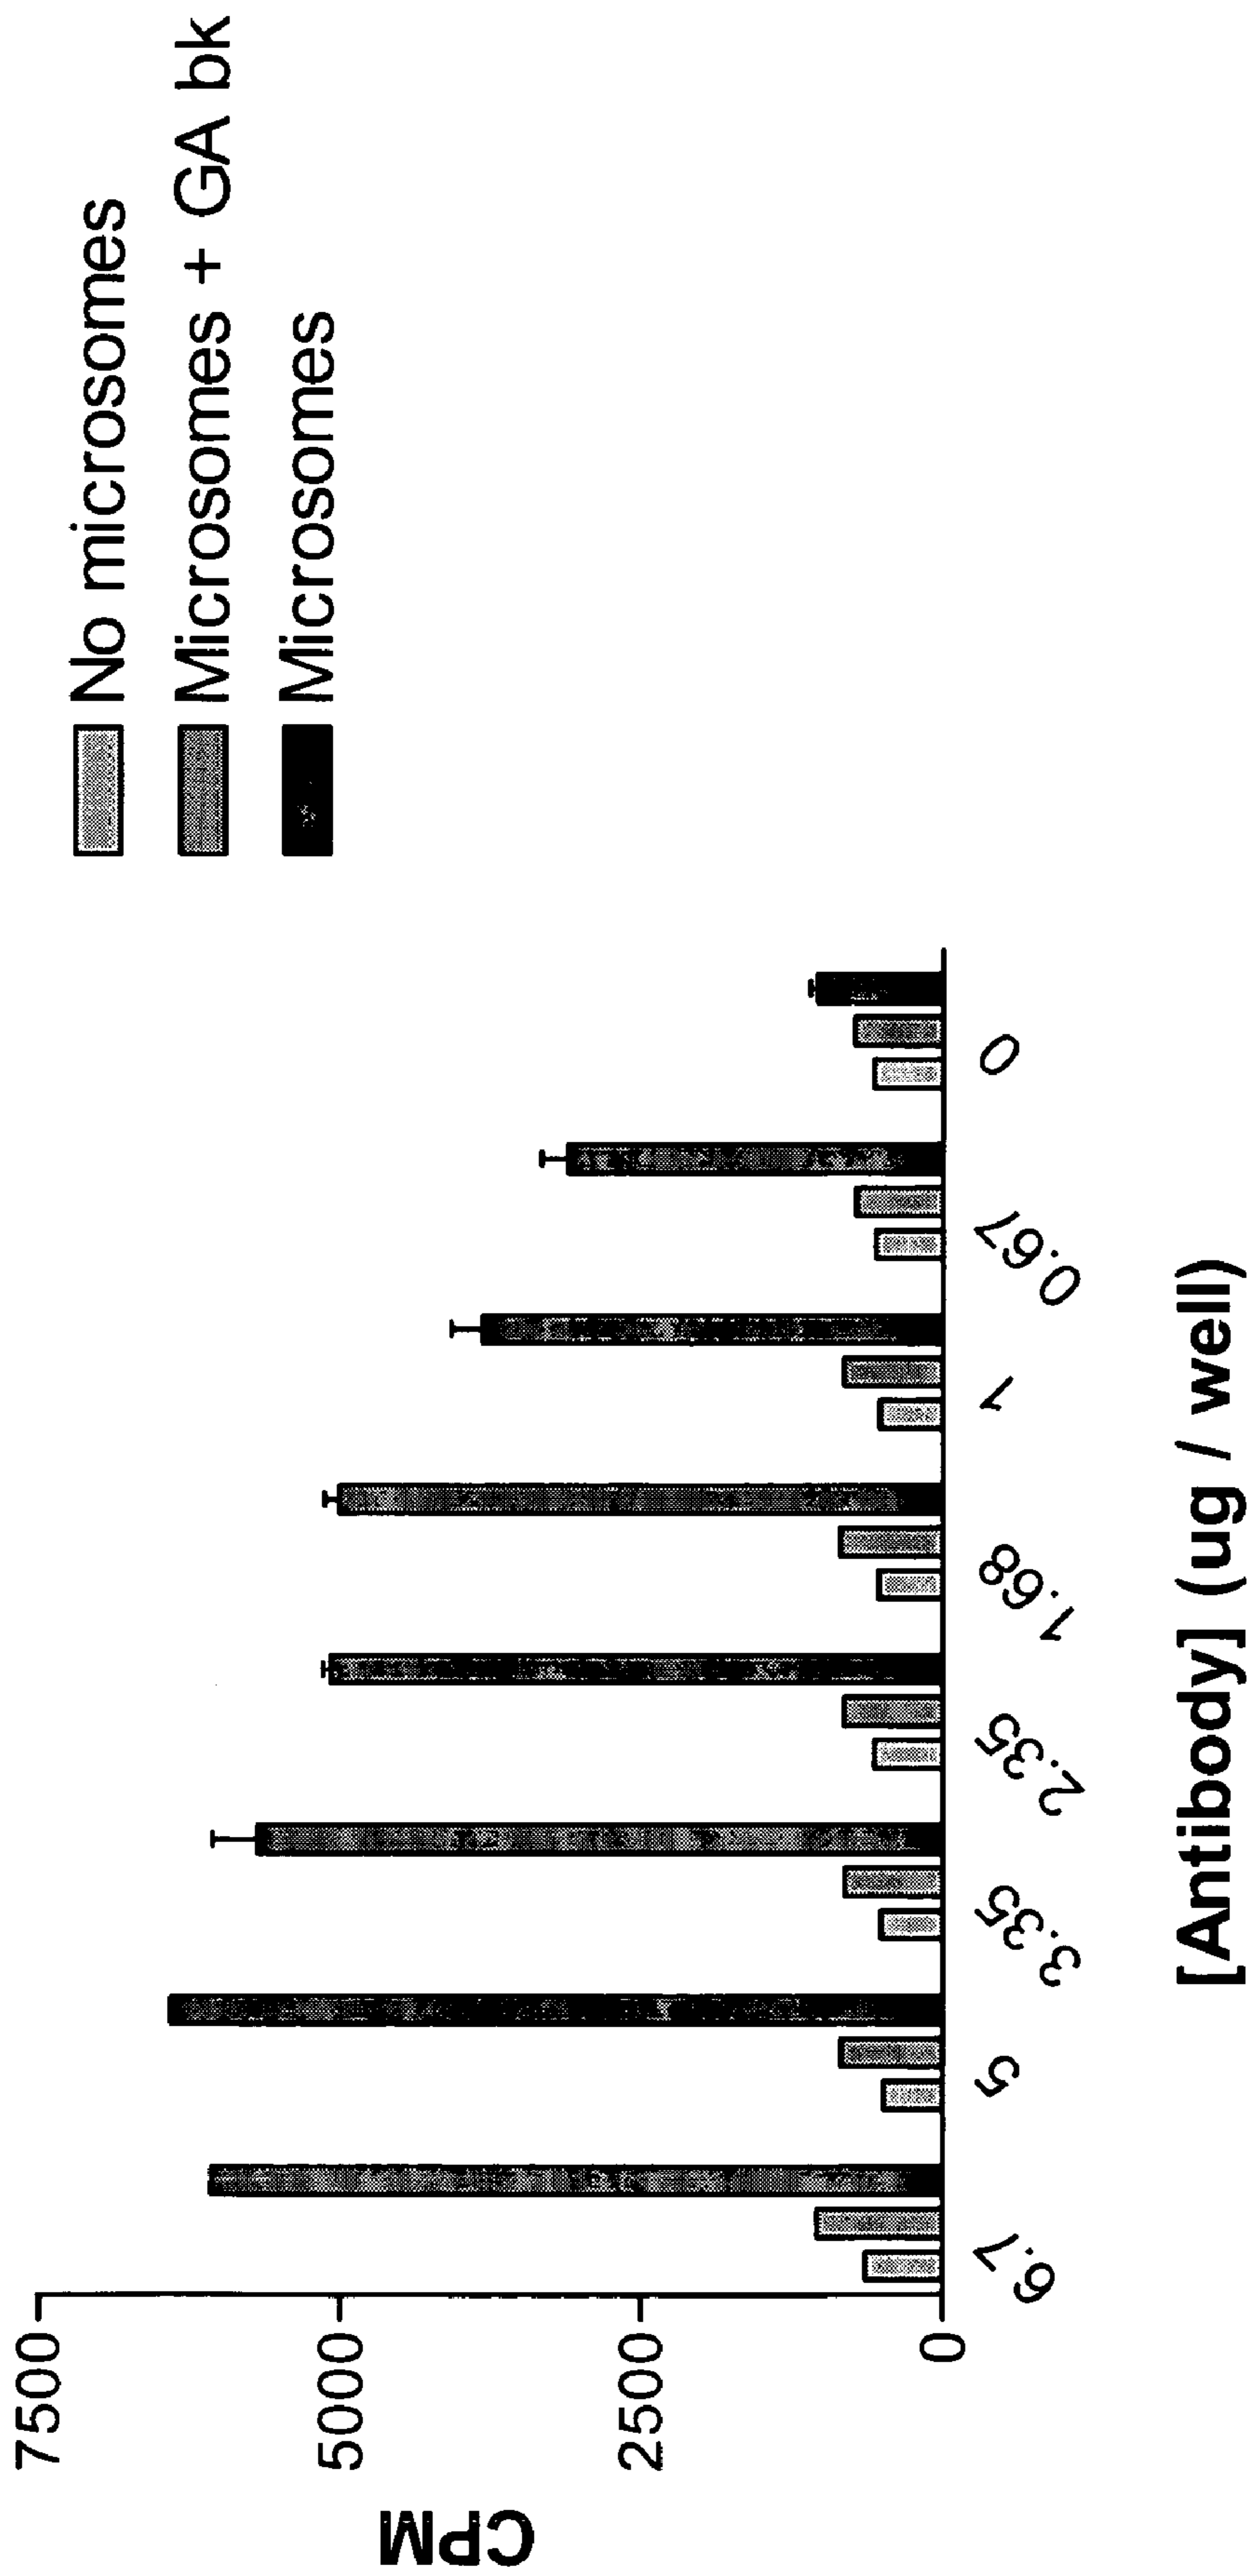 No microsomes
Microsomes + GA bk
Microsomes
CPM
7500
5000
2500
0
6.7
5
3.35
2.35
1.68
1
0.67
0
[Antibody] (ug / well)